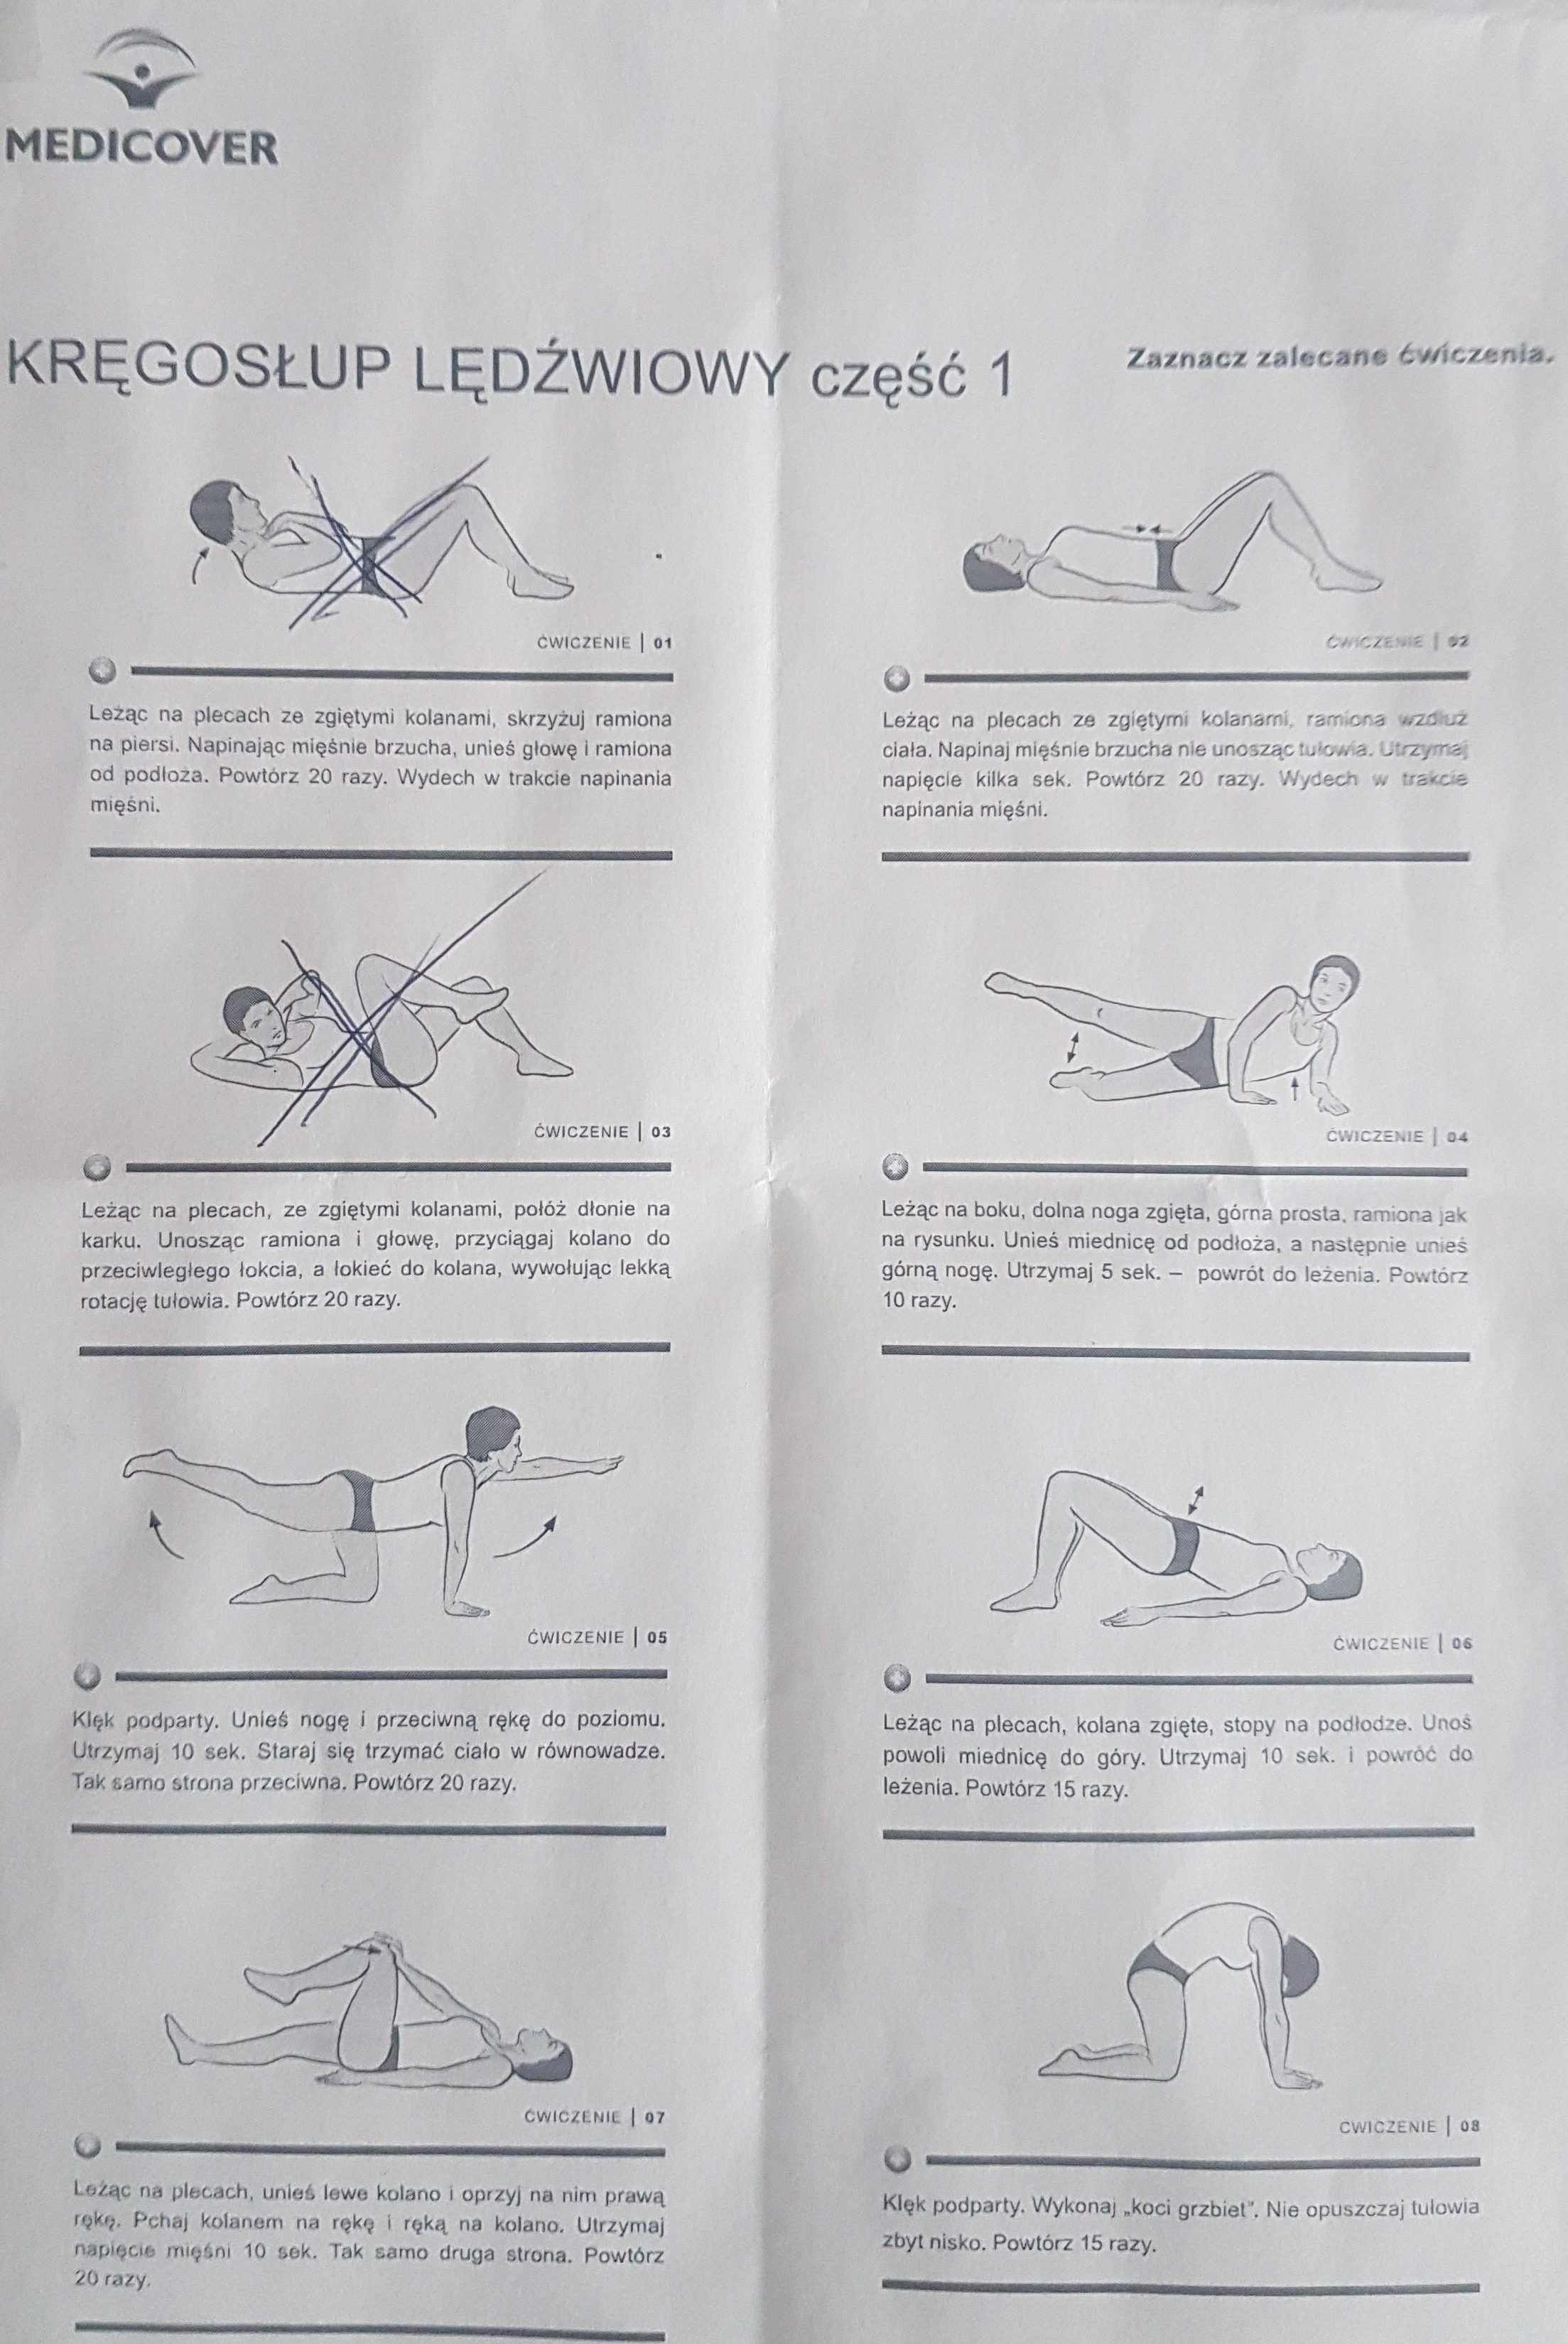 MEDICOVER
KRĘGOSŁUP LĘDŹWIOWY część 1
Zaznacz zalecane ćwiczenia.
ĆWICZENIE | 01
Leżąc na plecach ze zgiętymi kolanami, skrzyżuj ramiona
na piersi. Napinając mięśnie brzucha, unieś głowę i ramiona
od podłoża. Powtórz 20 razy. Wydech w trakcie napinania
mięśni.
ĆWICZENIE | 02
Leżąc na plecach ze zgiętymi kolanami, ramiona wzdłuż
ciała. Napinaj mięśnie brzucha nie unosząc tułowia. Utrzymaj
napięcie kilka sek. Powtórz 20 razy. Wydech w trakcie
napinania mięśni.
ĆWICZENIE | 03
Leżąc na plecach, ze zgiętymi kolanami, połóż dłonie na
karku. Unosząc ramiona i głowę, przyciągaj kolano do
przeciwległego łokcia, a łokieć do kolana, wywołując lekką
rotację tułowia. Powtórz 20 razy.
ĆWICZENIE | 04
Leżąc na boku, dolna noga zgięta, górna prosta, ramiona jak
na rysunku. Unieś miednicę od podłoża, a następnie unieś
górną nogę. Utrzymaj 5 sek. – powrót do leżenia. Powtórz
10 razy.
ĆWICZENIE | 05
Klęk podparty. Unieś nogę i przeciwną rękę do poziomu.
Utrzymaj 10 sek. Staraj się trzymać ciało w równowadze.
Tak samo strona przeciwna. Powtórz 20 razy.
ĆWICZENIE | 06
Leżąc na plecach, kolana zgięte, stopy na podłodze. Unoś
powoli miednicę do góry. Utrzymaj 10 sek. i powróć do
leżenia. Powtórz 15 razy.
ĆWICZENIE | 07
Leżąc na plecach, unieś lewe kolano i oprzyj na nim prawą
rękę. Pchaj kolanem na rękę i ręką na kolano. Utrzymaj
napięcie mięśni 10 sek. Tak samo druga strona. Powtórz
20 razy.
ĆWICZENIE | 08
Klęk podparty. Wykonaj „koci grzbiet”. Nie opuszczaj tułowia
zbyt nisko. Powtórz 15 razy.